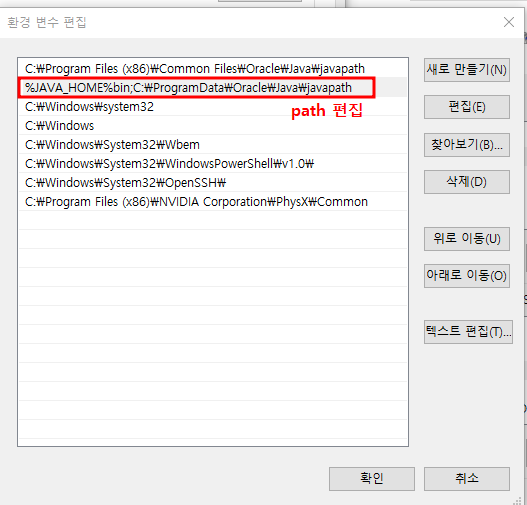 환경 변수 편집
C:₩Program Files (x86)₩Common Files₩Oracle₩Java₩javapath
%JAVA_HOME%bin;C:₩ProgramData₩Oracle₩Java₩javapath
C:₩Windows₩system32
C:₩Windows
C:₩Windows₩System32₩Wbem
C:₩Windows₩System32₩WindowsPowerShell₩v1.0₩
C:₩Windows₩System32₩OpenSSH₩
C:₩Program Files₩NVIDIA Corporation₩PhysX₩Common
path 편집
새로 만들기(N)
편집(E)
찾아보기(B)...
삭제(D)
위로 이동(U)
아래로 이동(O)
텍스트 편집(T)...
확인
취소